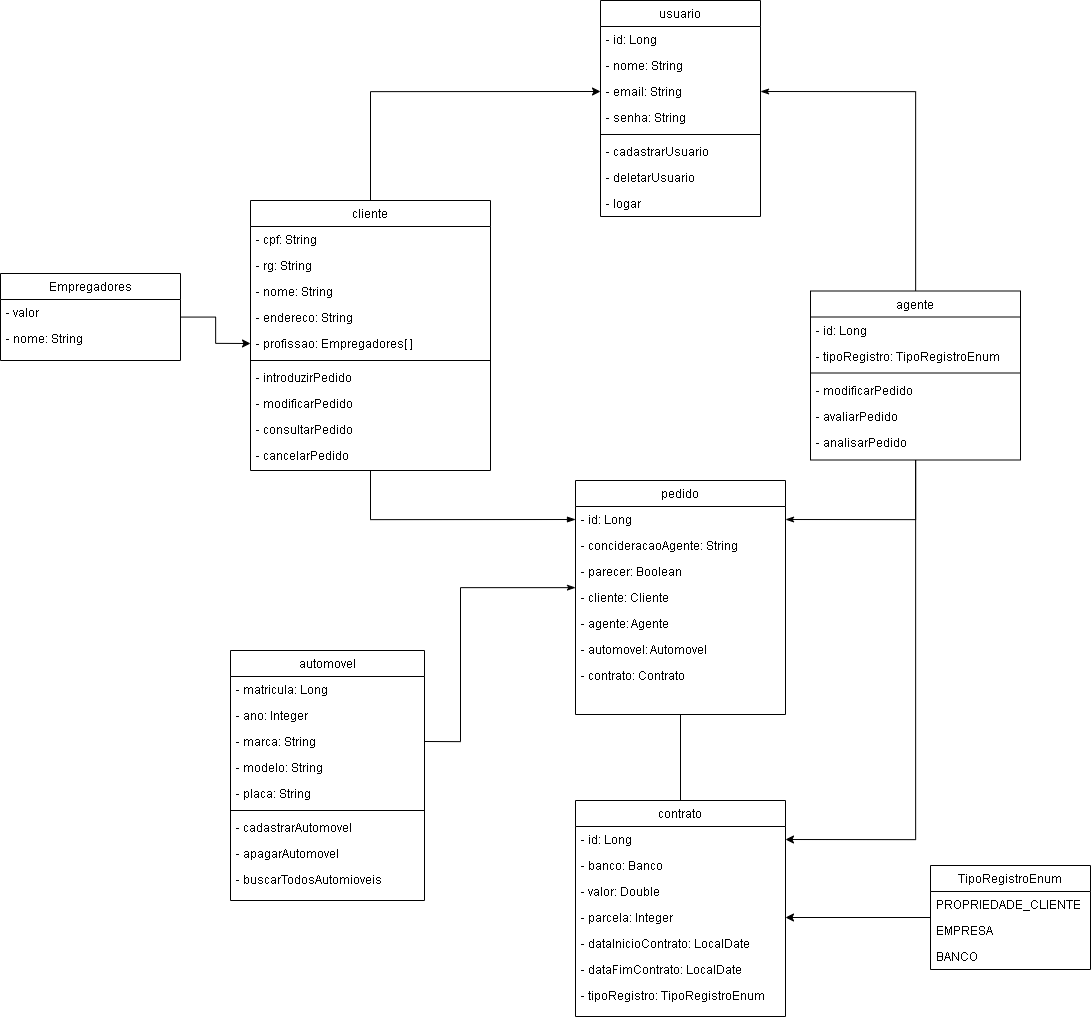 usuario
- id: Long
- nome: String
- email: String
- senha: String
- cadastrarUsuario
- deletarUsuario
- logar
cliente
- cpf: String
- rg: String
- nome: String
- endereco: String
- profissao: Empregadores[ ]
- introduzirPedido
- modificarPedido
- consultarPedido
- cancelarPedido
Empregadores
- valor
- nome: String
agente
- id: Long
- tipoRegistro: TipoRegistroEnum
- modificarPedido
- avaliarPedido
- analisarPedido
pedido
- id: Long
- concideracaoAgente: String
- parecer: Boolean
- cliente: Cliente
- agente: Agente
- automovel: Automovel
- contrato: Contrato
automovel
- matricula: Long
- ano: Integer
- marca: String
- modelo: String
- placa: String
- cadastrarAutomovel
- apagarAutomovel
- buscarTodosAutomioveis
contrato
- id: Long
- banco: Banco
- valor: Double
- parcela: Integer
- dataInicioContrato: LocalDate
- dataFimContrato: LocalDate
- tipoRegistro: TipoRegistroEnum
TipoRegistroEnum
PROPRIEDADE_CLIENTE
EMPRESA
BANCO